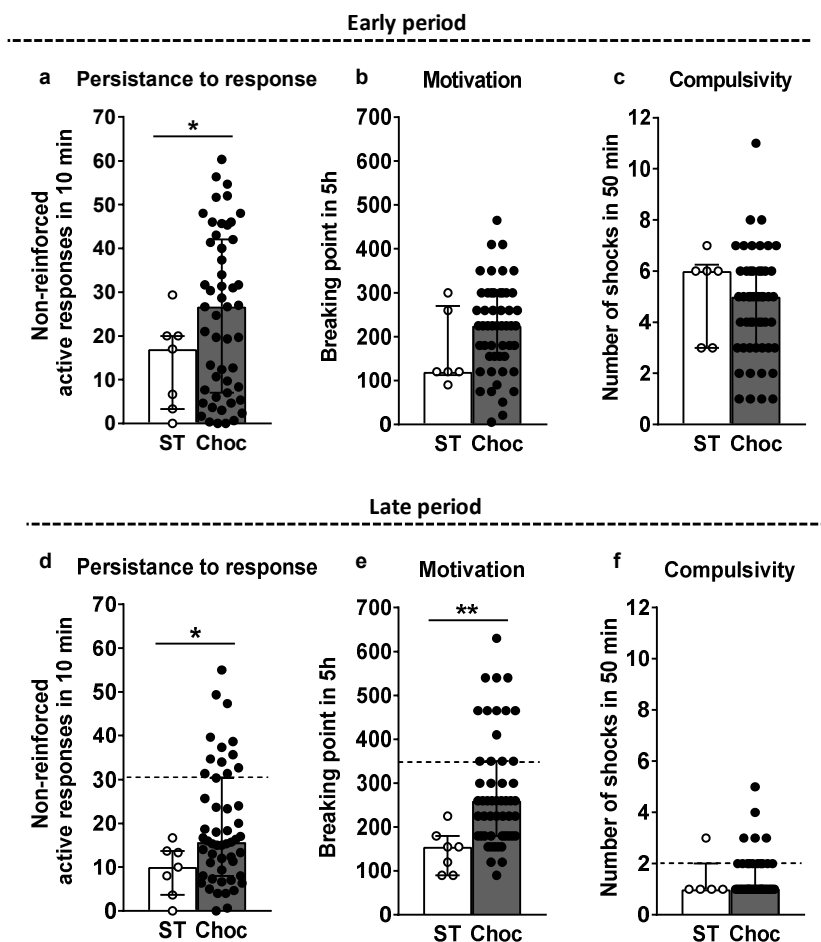 Early period
a Persistance to response
b Motivation
c Compulsivity
Non-reinforced
active responses in 10 min
70
60
50
40
30
20
10
0
*
ST Choc
Breaking point in 5h
700
600
500
400
300
200
100
0
ST Choc
Number of shocks in 50 min
12
10
8
6
4
2
0
ST Choc
Late period
d Persistance to response
e Motivation
f Compulsivity
Non-reinforced
active responses in 10 min
70
60
50
40
30
20
10
0
*
ST Choc
Breaking point in 5h
700
600
500
400
300
200
100
0
**
ST Choc
Number of shocks in 50 min
12
10
8
6
4
2
0
ST Choc